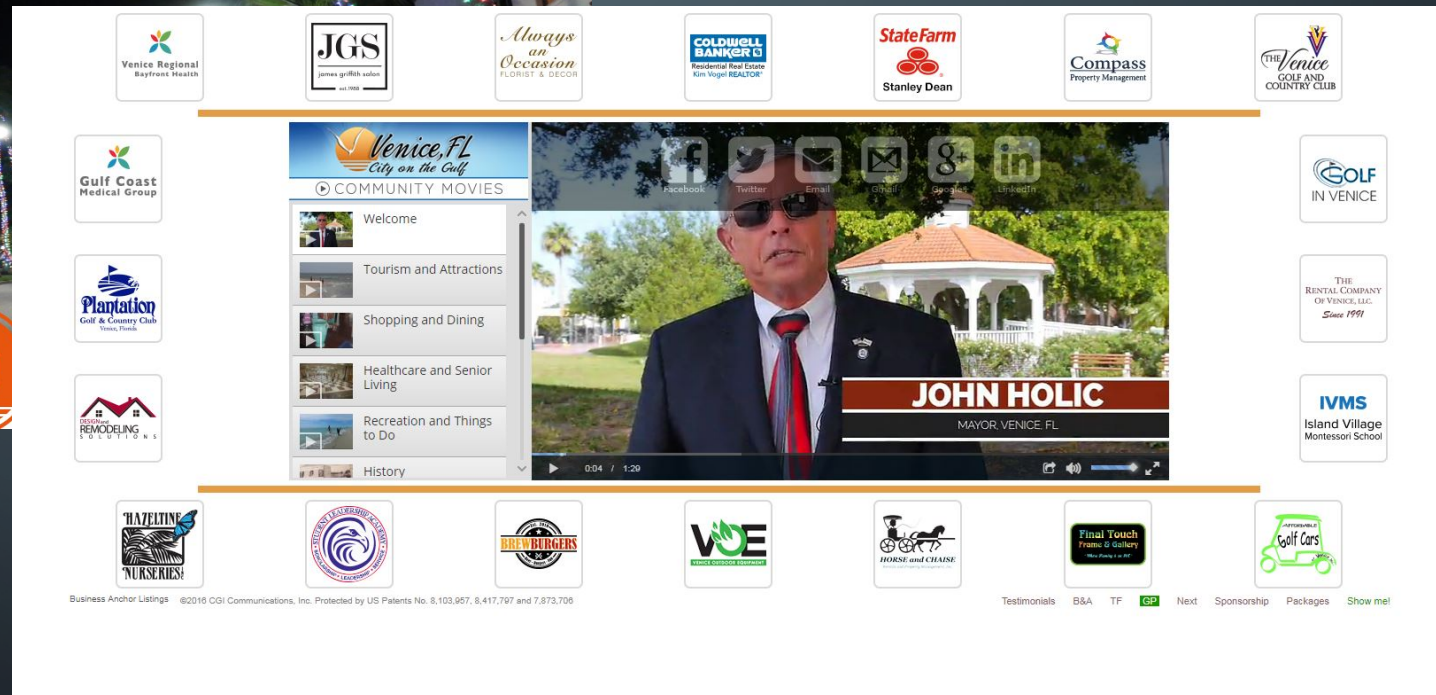 Venice Regional
Bayfront Health
JGS
james griffith salon
est.1988
Always
an
Occasion
FLORIST & DECOR
COLDWELL
BANKER
Residential Real Estate
Kim Vogel REALTOR®
State Farm
Stanley Dean
Compass
Property Management
THE Venice
GOLF AND
COUNTRY CLUB
Gulf Coast
Medical Group
Plantation
Golf & Country Club
Venice, Florida
DESIGN and
REMODELING
SOLUTIONS
Venice, FL
City on the Gulf
COMMUNITY MOVIES
Welcome
Tourism and Attractions
Shopping and Dining
Healthcare and Senior
Living
Recreation and Things
to Do
History
Facebook
Twitter
Email
Gmail
Google+
LinkedIn
JOHN HOLIC
MAYOR, VENICE, FL
0:04 / 1:29
GOLF
IN VENICE
THE
RENTAL COMPANY
OF VENICE, LLC.
Since 1991
IVMS
Island Village
Montessori School
HAZELTINE
NURSERIES
STUDENT LEADERSHIP ACADEMY
BREWBURGERS
VOE
VENICE OUTDOOR EQUIPMENT
HORSE and CHAISE
Final Touch
Frame & Gallery
AFFORDABLE
Golf Cars
Business Anchor Listings ©2016 CGI Communications, Inc. Protected by US Patents No. 8,103,957, 8,417,797 and 7,873,706
Testimonials B&A TF GP Next Sponsorship Packages Show me!